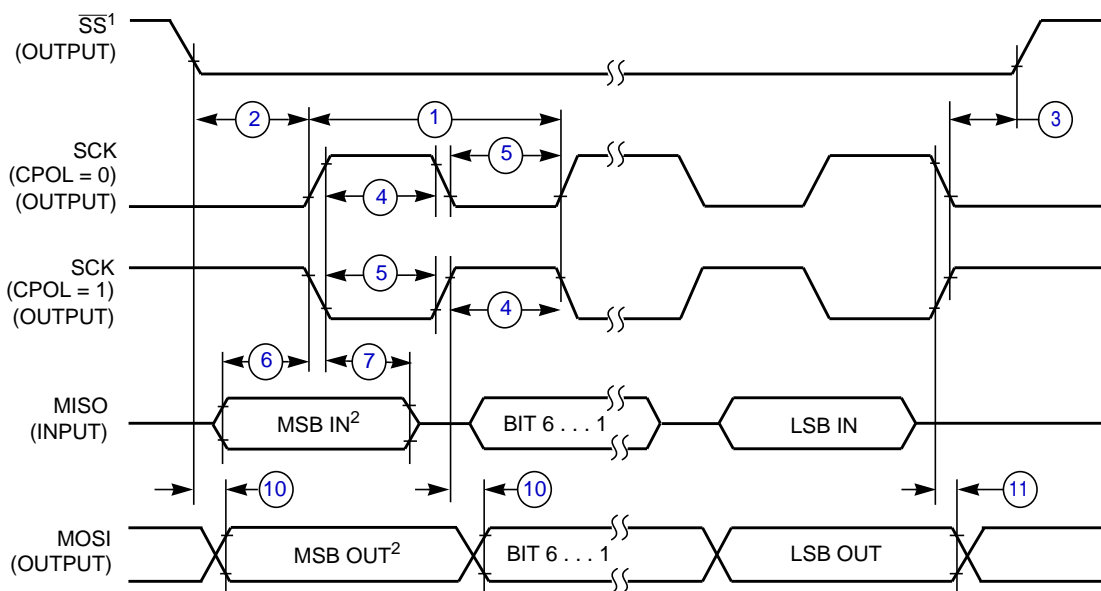 SS¹
(OUTPUT)
2
1
3
SCK
(CPOL = 0)
(OUTPUT)
5
4
SCK
(CPOL = 1)
(OUTPUT)
5
4
6
7
MISO
(INPUT)
MSB IN²
BIT 6 . . . 1
LSB IN
10
10
11
MOSI
(OUTPUT)
MSB OUT²
BIT 6 . . . 1
LSB OUT